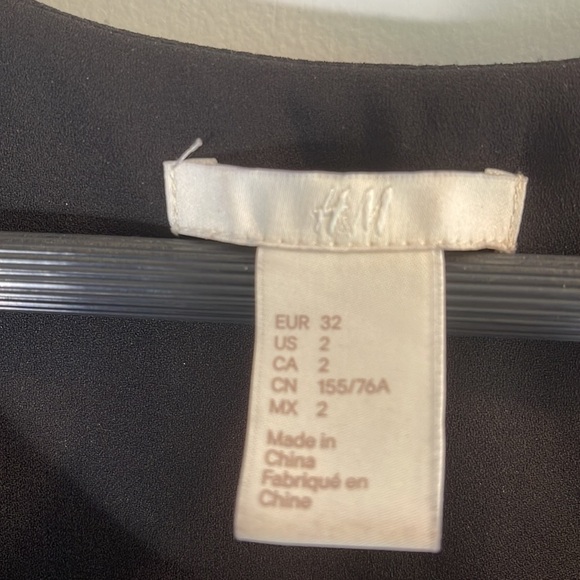 H&M
EUR 32
US 2
CA 2
CN 155/76A
MX 2
Made in
China
Fabriqué en
Chine